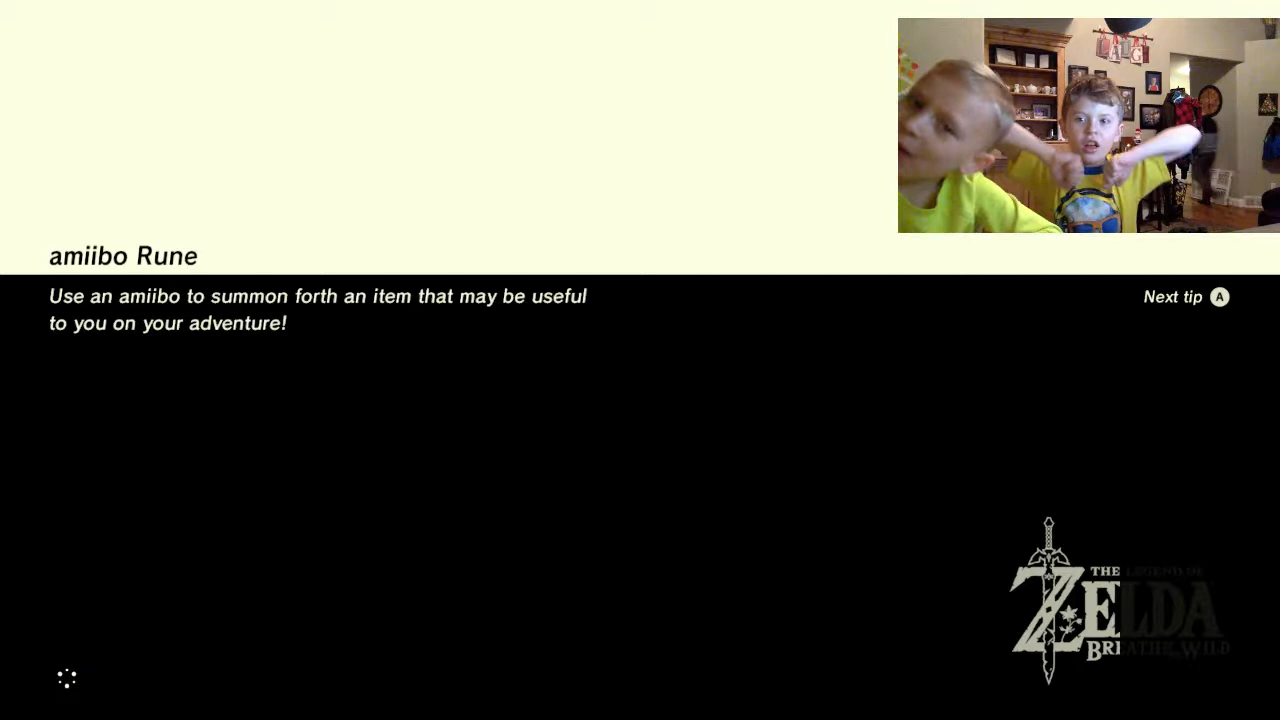 amiibo Rune
Use an amiibo to summon forth an item that may be useful
to you on your adventure!
Next tip A
THE LEGEND OF
ZELDA
BREATH OF THE WILD